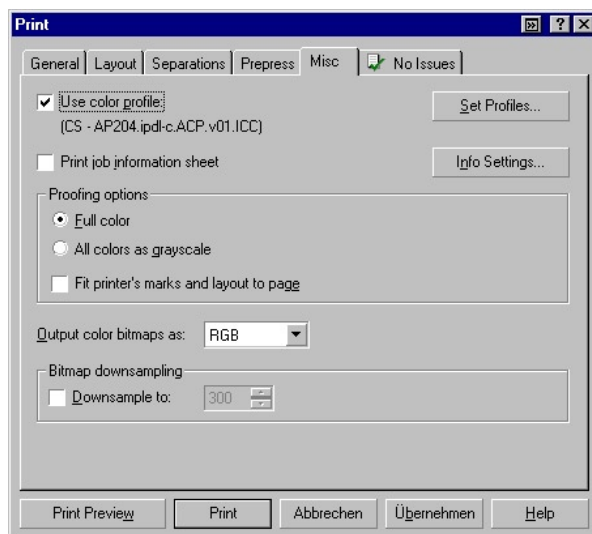 Print
General Layout Separations Prepress Misc No Issues
Use color profile: Set Profiles...
(CS - AP204.ipdl-c.ACP.v01.ICC)
Print job information sheet Info Settings...
Proofing options
Full color
All colors as grayscale
Fit printer's marks and layout to page
Output color bitmaps as: RGB
Bitmap downsampling
Downsample to: 300
Print Preview Print Abbrechen Übernehmen Help